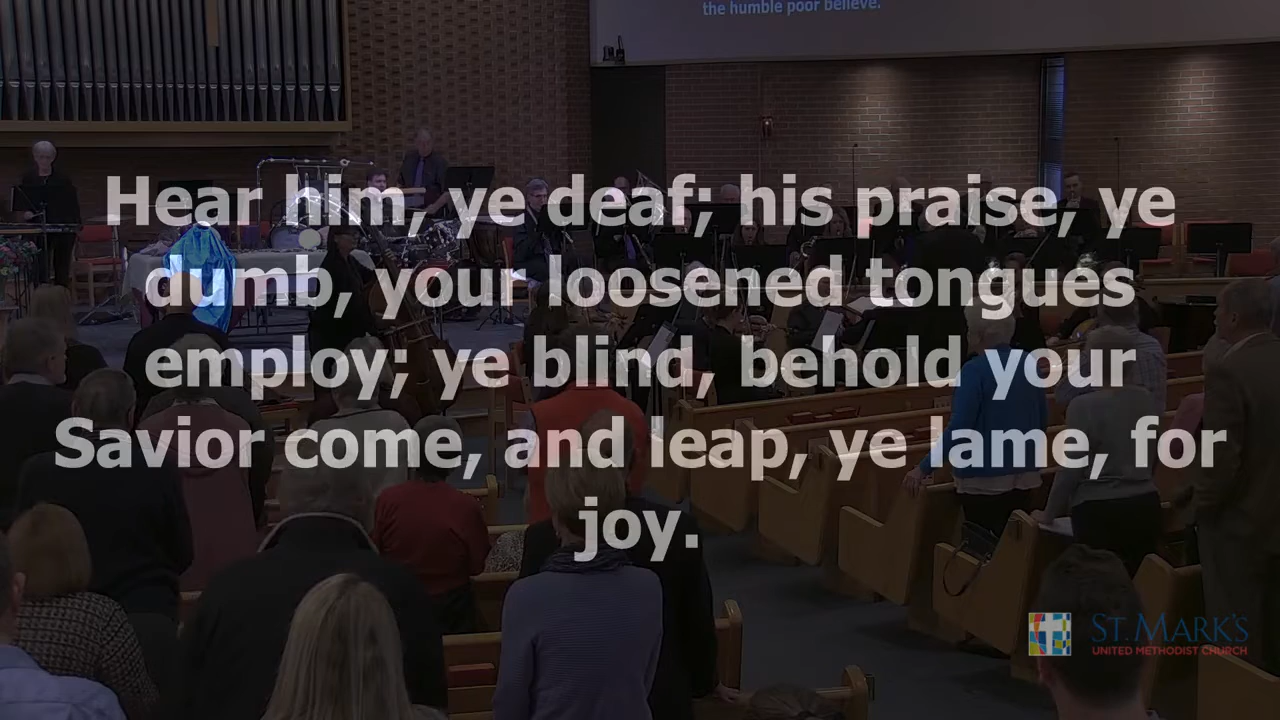 the humble poor believe.
Hear him, ye deaf; his praise, ye
dumb, your loosened tongues
employ; ye blind, behold your
Savior come, and leap, ye lame, for
joy.
ST. MARK'S
UNITED METHODIST CHURCH